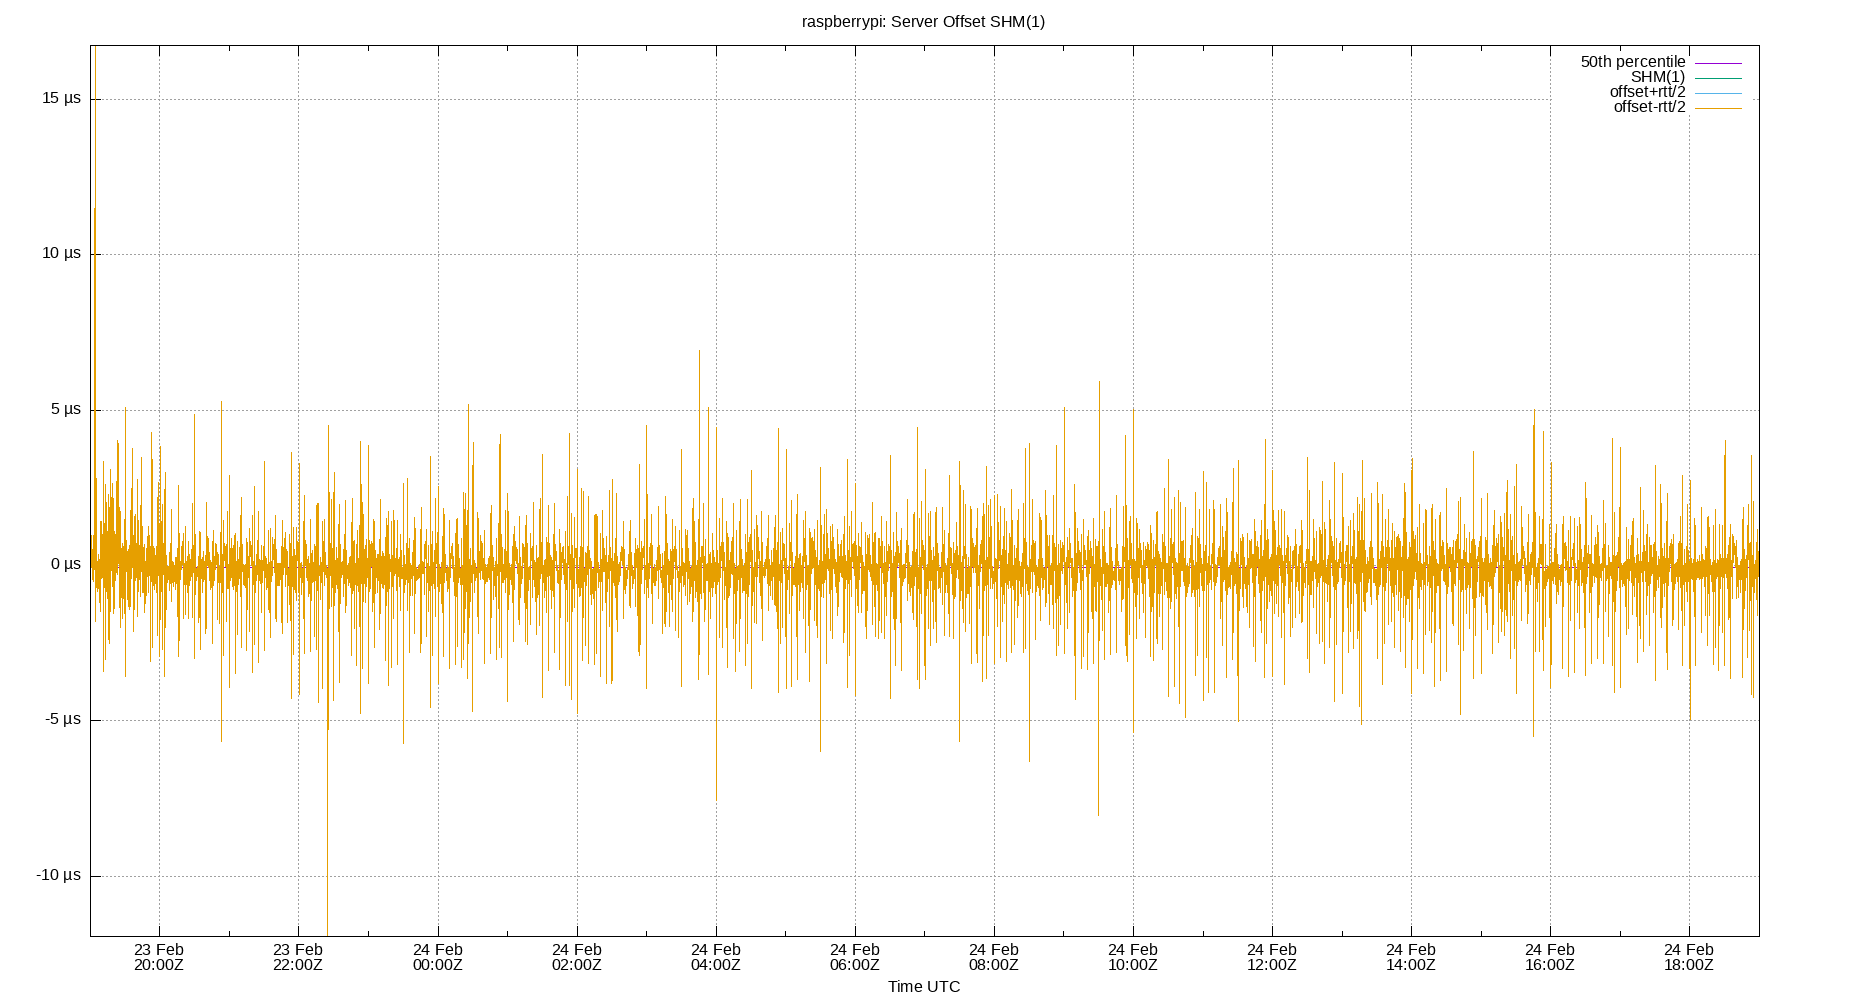 raspberrypi: Server Offset SHM(1)
50th percentile
SHM(1)
offset+rtt/2
offset-rtt/2
15 µs
10 µs
5 µs
0 µs
-5 µs
-10 µs
23 Feb 23 Feb 24 Feb 24 Feb 24 Feb 24 Feb 24 Feb 24 Feb 24 Feb 24 Feb 24 Feb 24 Feb
20:00Z 22:00Z 00:00Z 02:00Z 04:00Z 06:00Z 08:00Z 10:00Z 12:00Z 14:00Z 16:00Z 18:00Z
Time UTC